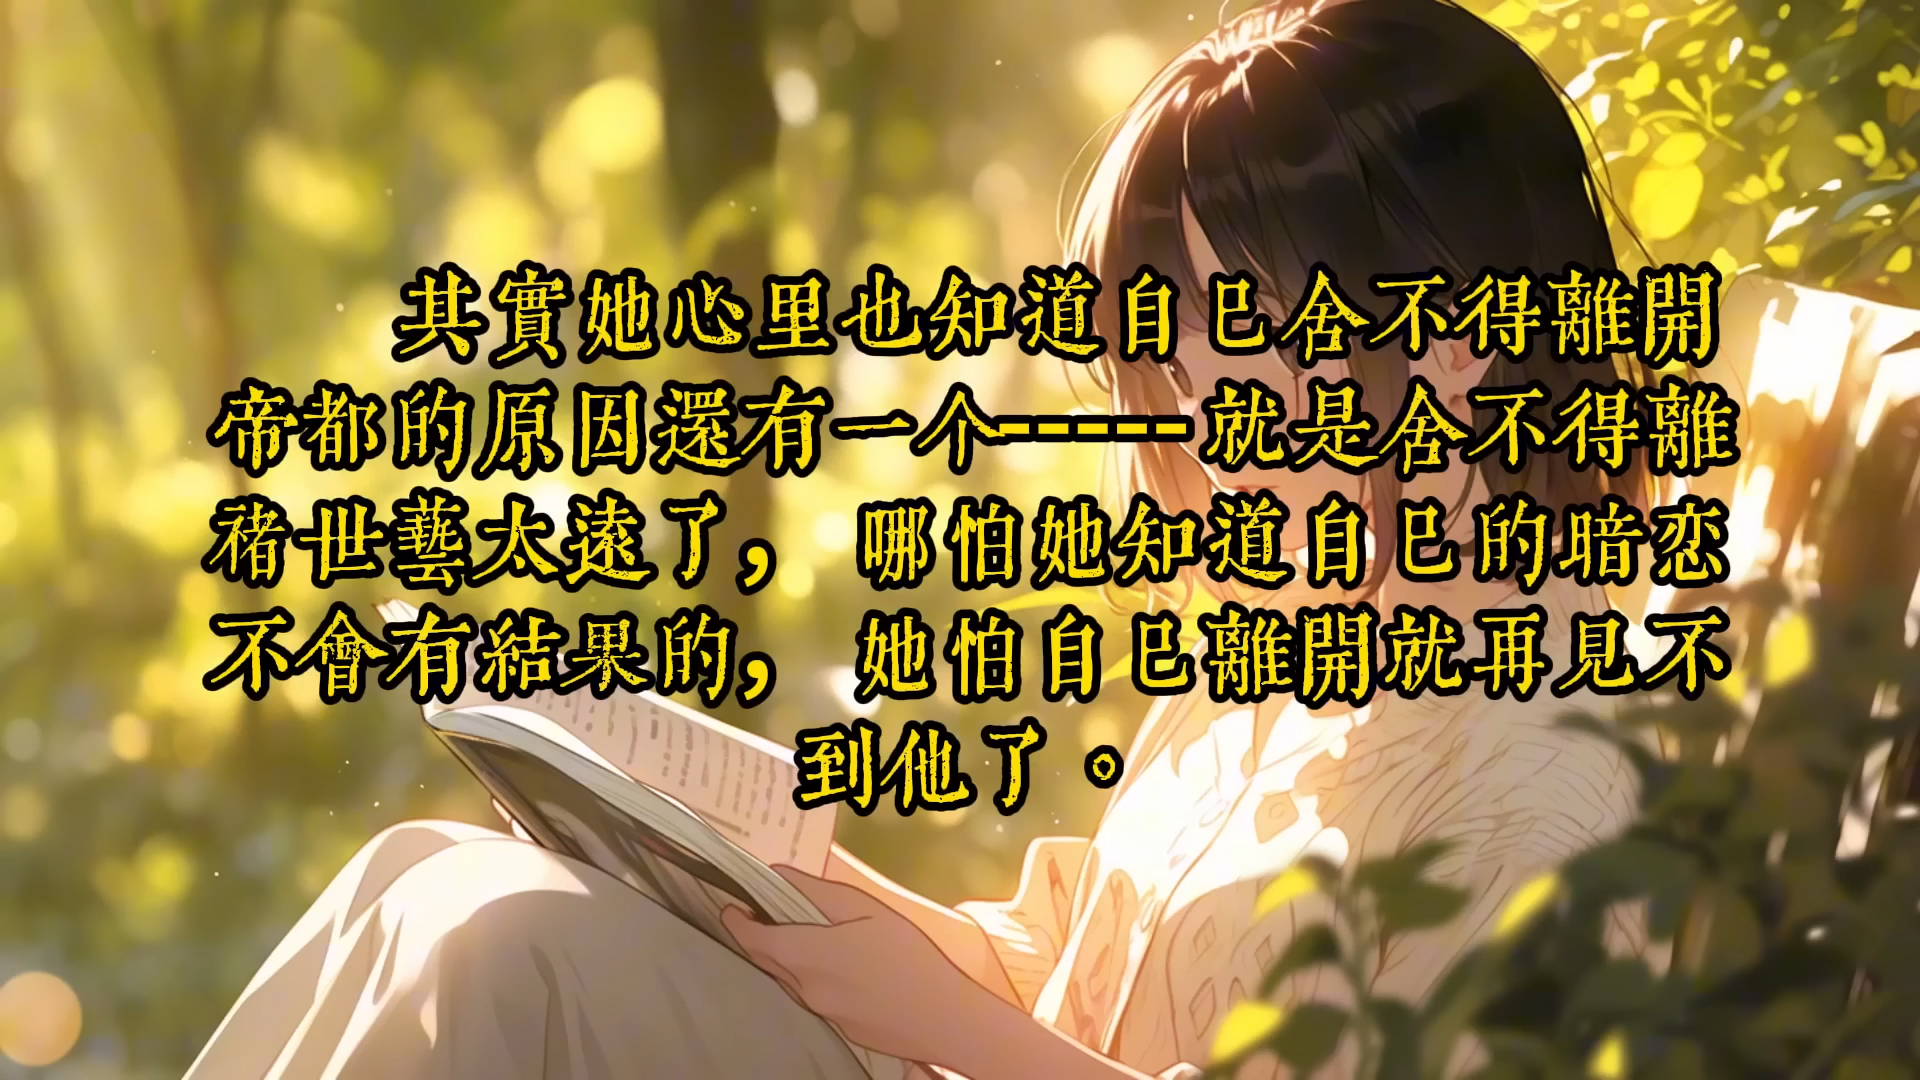 其實她心里也知道自已舍不得離開
帝都的原因還有一个-----就是舍不得離
褚世藝太遠了，哪怕她知道自已的暗恋
不會有結果的，她怕自已離開就再見不
到他了。